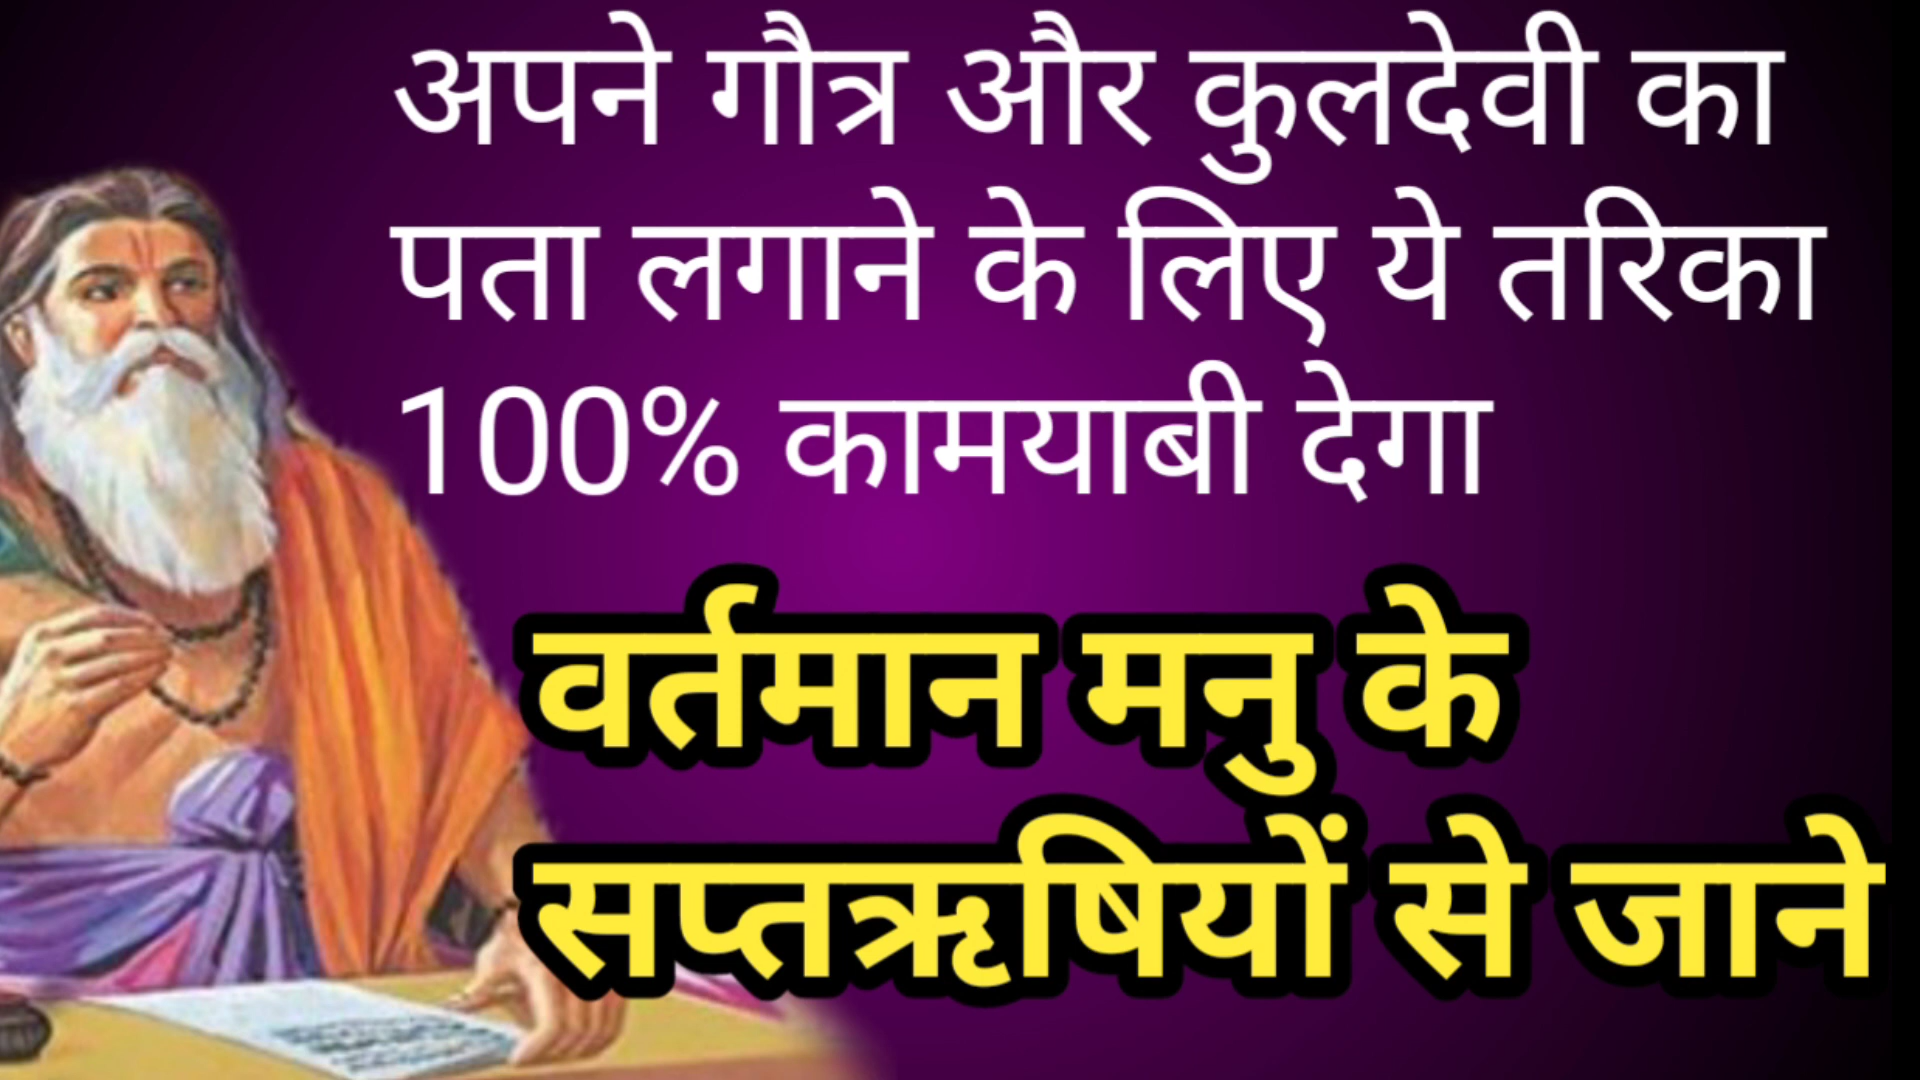 अपने गौत्र और कुलदेवी का
पता लगाने के लिए ये तरिका
100% कामयाबी देगा
वर्तमान मनु के
सप्तऋषियों से जाने